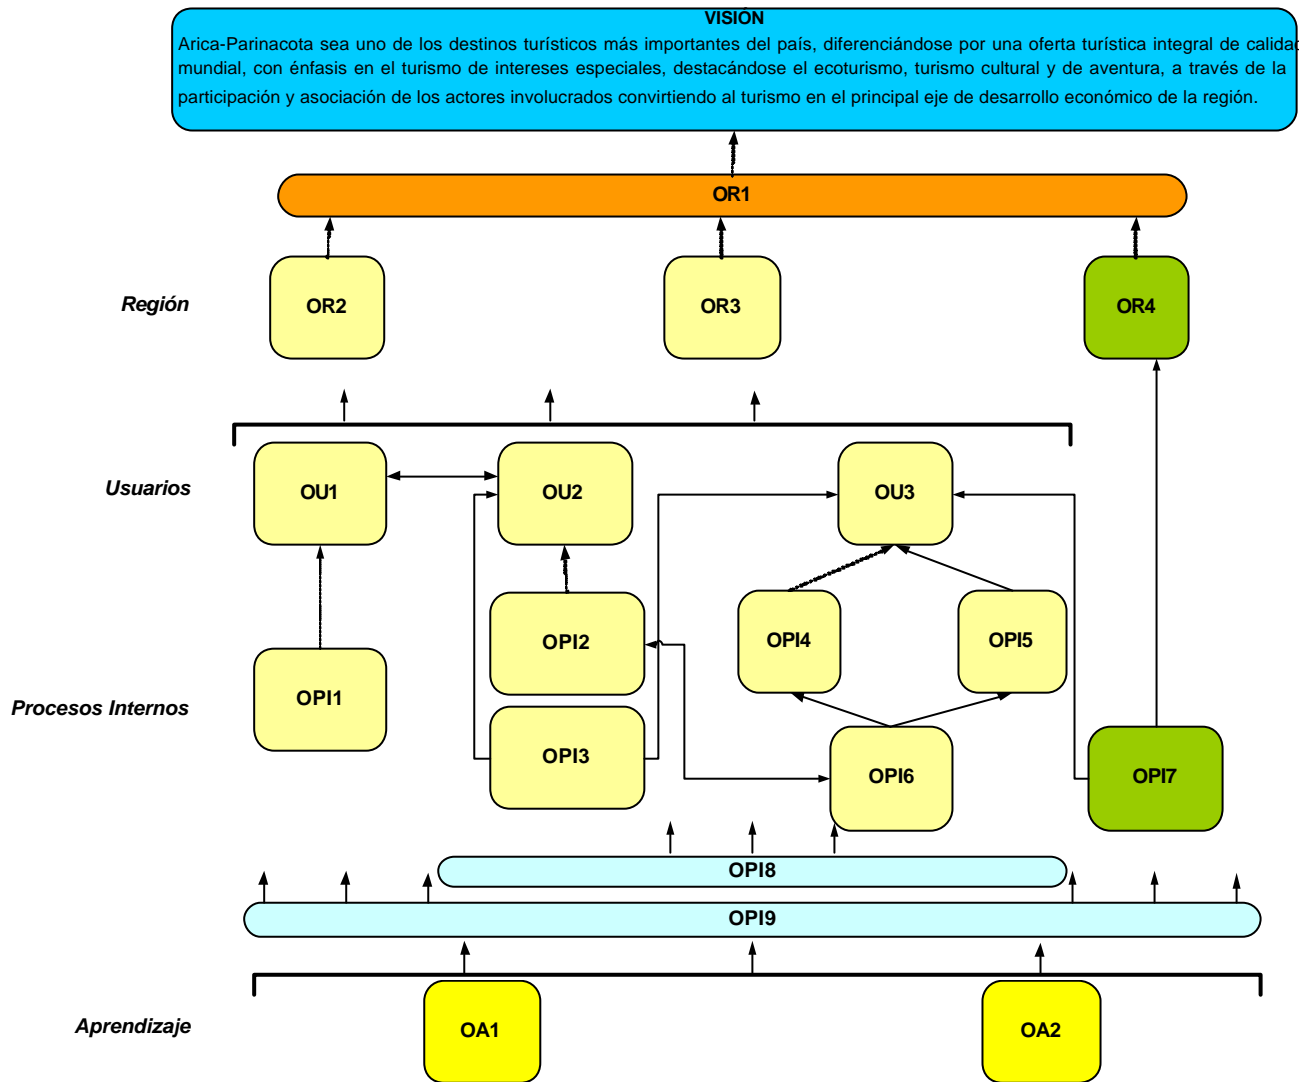 VISIÓN
Arica-Parinacota sea uno de los destinos turísticos más importantes del país, diferenciándose por una oferta turística integral de calidad
mundial, con énfasis en el turismo de intereses especiales, destacándose el ecoturismo, turismo cultural y de aventura, a través de la
participación y asociación de los actores involucrados convirtiendo al turismo en el principal eje de desarrollo económico de la región.
OR1
Región
OR2
OR3
OR4
Usuarios
OU1
OU2
OU3
Procesos Internos
OPI1
OPI2
OPI3
OPI4
OPI5
OPI6
OPI7
OPI8
OPI9
Aprendizaje
OA1
OA2